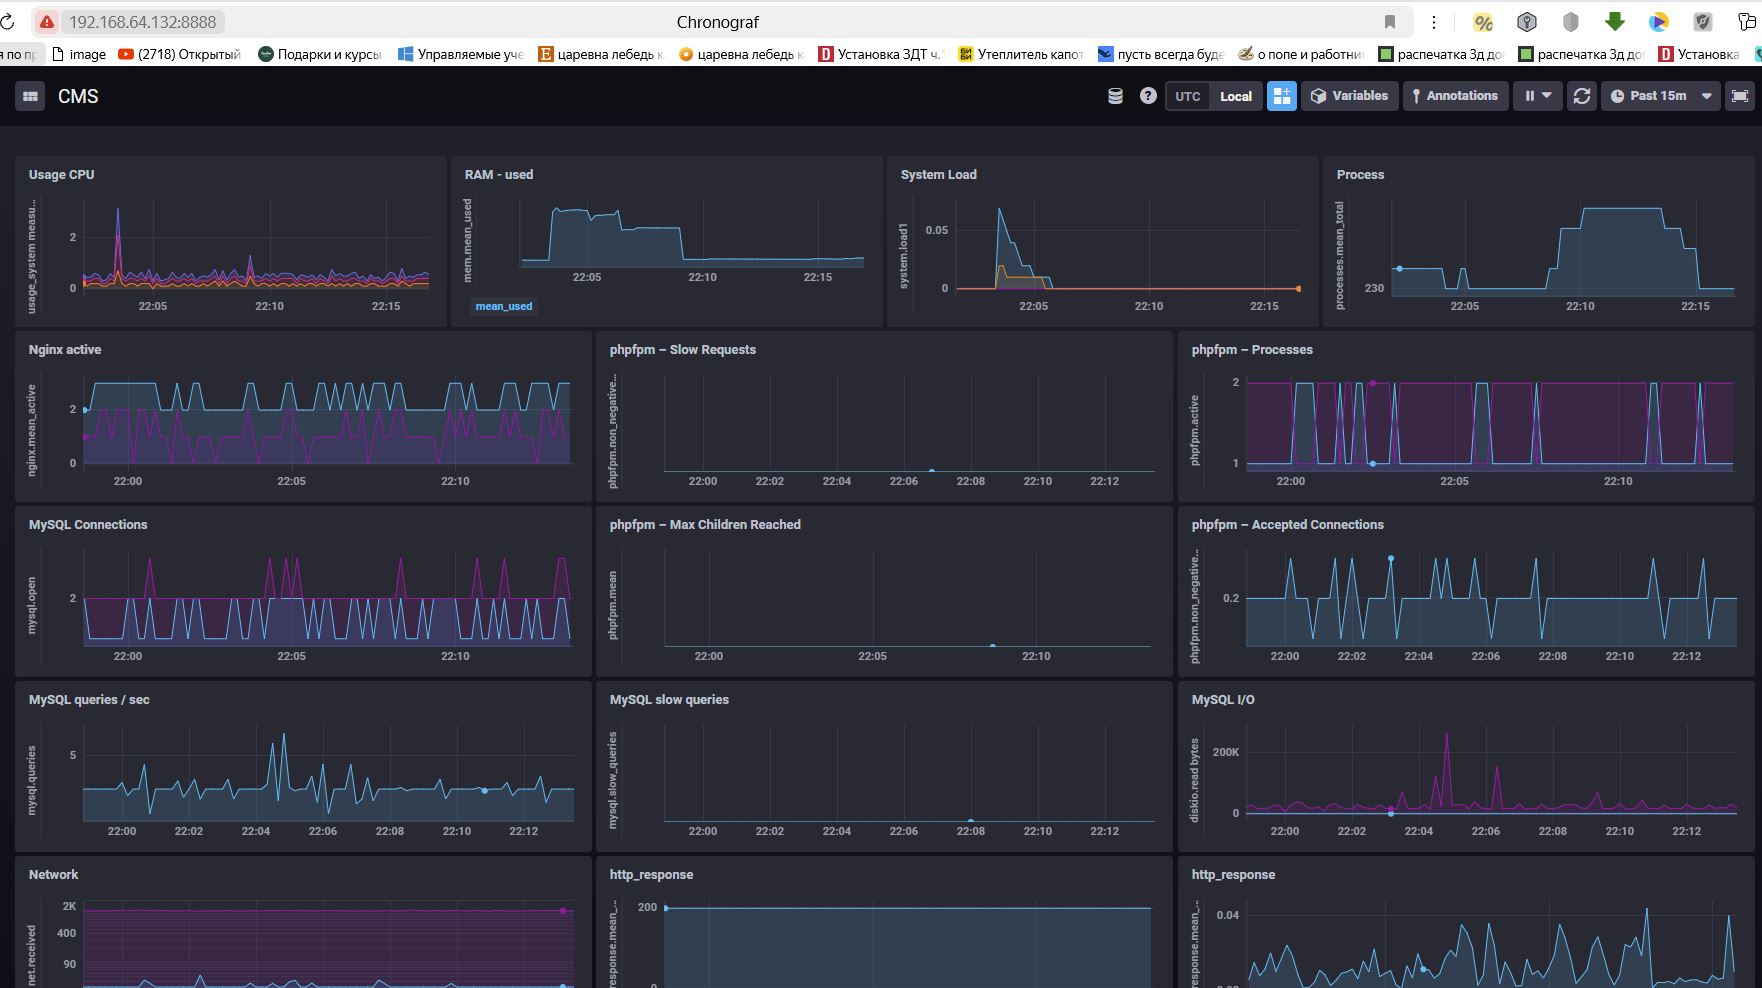 192.168.64.132:8888
Chronograf
я по пр
image
(2718) Открытый
Подарки и курсы
Управляемые уче
царевна лебедь к
царевна лебедь к
Установка ЗДТ ч.1
Утеплитель капот
пусть всегда буде
о попе и работник
распечатка 3д до
распечатка 3д до
Установка
CMS
UTC
Local
Variables
Annotations
Past 15m
Usage CPU
usage_system measu...
2
0
22:05
22:10
22:15
RAM - used
mem.mean_used
22:05
22:10
22:15
mean_used
System Load
system.load1
0.05
0
22:05
22:10
22:15
Process
processes.mean_total
230
22:05
22:10
22:15
Nginx active
nginx.mean_active
2
0
22:00
22:05
22:10
phpfpm – Slow Requests
phpfpm.non_negative...
22:00
22:02
22:04
22:06
22:08
22:10
22:12
phpfpm – Processes
phpfpm.active
2
1
22:00
22:05
22:10
MySQL Connections
mysql.open
2
22:00
22:05
22:10
phpfpm – Max Children Reached
phpfpm.mean
22:00
22:05
22:10
phpfpm – Accepted Connections
phpfpm.non_negative...
0.2
22:00
22:02
22:04
22:06
22:08
22:10
22:12
MySQL queries / sec
mysql.queries
5
22:00
22:02
22:04
22:06
22:08
22:10
22:12
MySQL slow queries
mysql.slow_queries
22:00
22:02
22:04
22:06
22:08
22:10
22:12
MySQL I/O
diskio.read bytes
200K
0
22:00
22:02
22:04
22:06
22:08
22:10
22:12
Network
net.received
2K
400
90
http_response
response.mean_...
200
0
http_response
response.mean_...
0.04